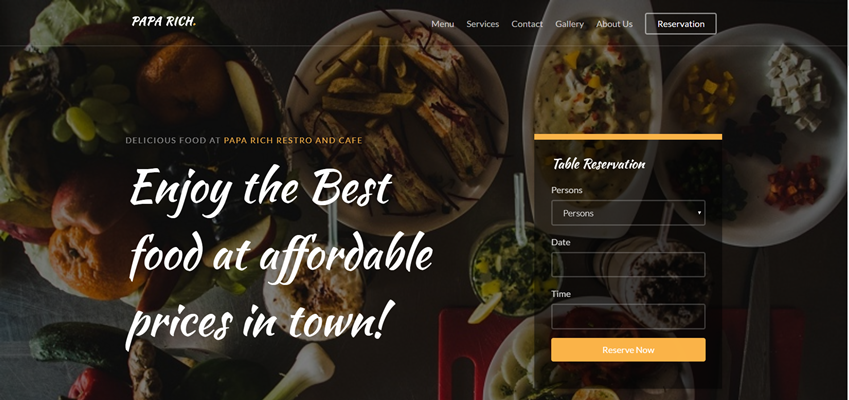 PAPA RICH.
Menu Services Contact Gallery About Us Reservation
DELICIOUS FOOD AT PAPA RICH RESTRO AND CAFE
Enjoy the Best
food at affordable
prices in town!
Table Reservation
Persons
Persons
Date
Time
Reserve Now